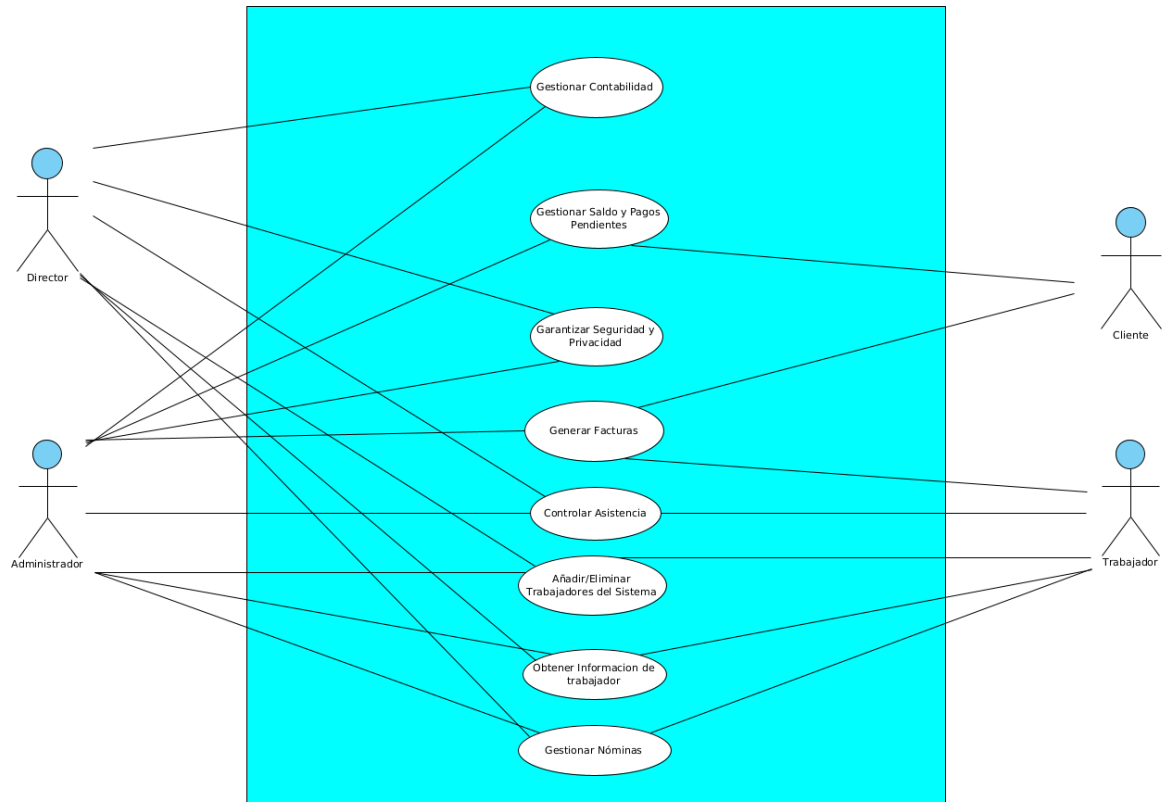 Gestionar Contabilidad
Gestionar Saldo y Pagos
Pendientes
Director
Garantizar Seguridad y
Privacidad
Cliente
Generar Facturas
Controlar Asistencia
Administrador
Trabajador
Añadir/Eliminar
Trabajadores del Sistema
Obtener Informacion de
trabajador
Gestionar Nóminas